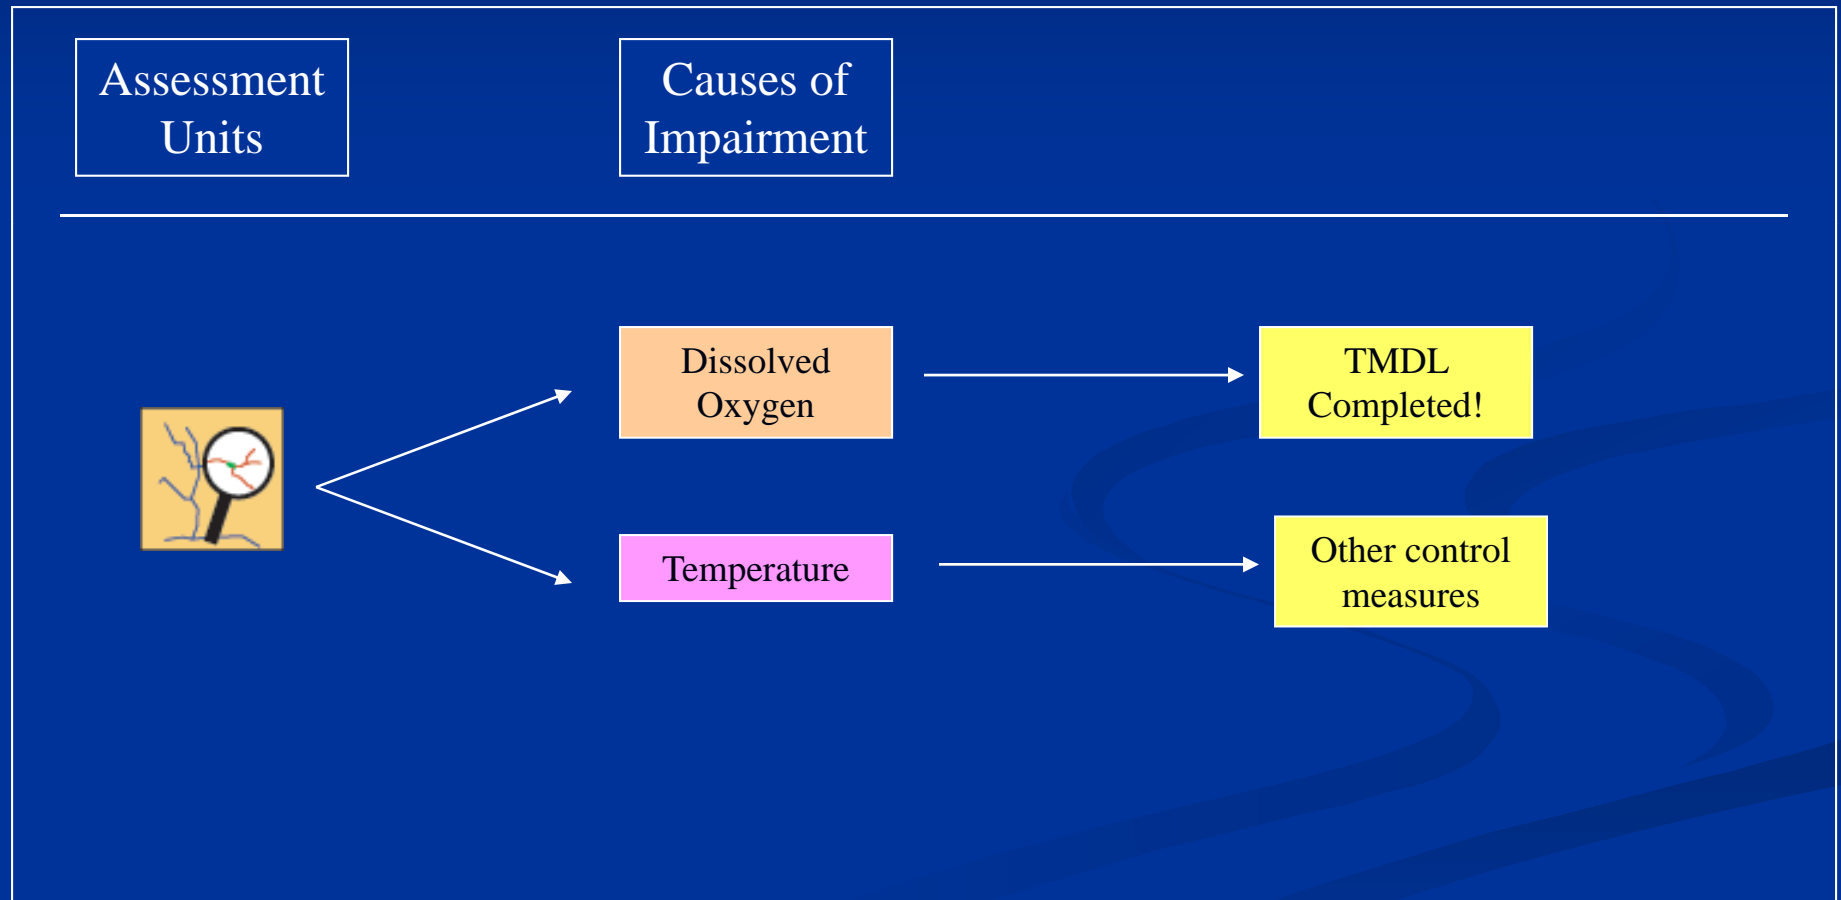 Assessment
Units
Causes of
Impairment
Dissolved
Oxygen
TMDL
Completed!
Temperature
Other control
measures